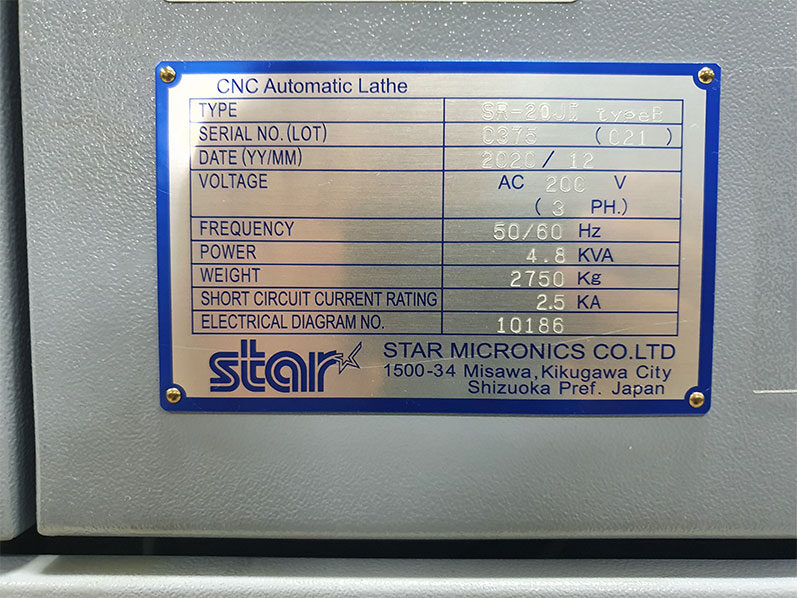 CNC Automatic Lathe
TYPE SR-20JⅡ typeB
SERIAL NO.(LOT) 0375 (021)
DATE (YY/MM) 2020/12
VOLTAGE AC 200 V
(3 PH.)
FREQUENCY 50/60 Hz
POWER 4.8 KVA
WEIGHT 2750 Kg
SHORT CIRCUIT CURRENT RATING 2.5 KA
ELECTRICAL DIAGRAM NO. 10186
star STAR MICRONICS CO.LTD
1500-34 Misawa,Kikugawa City
Shizuoka Pref. Japan